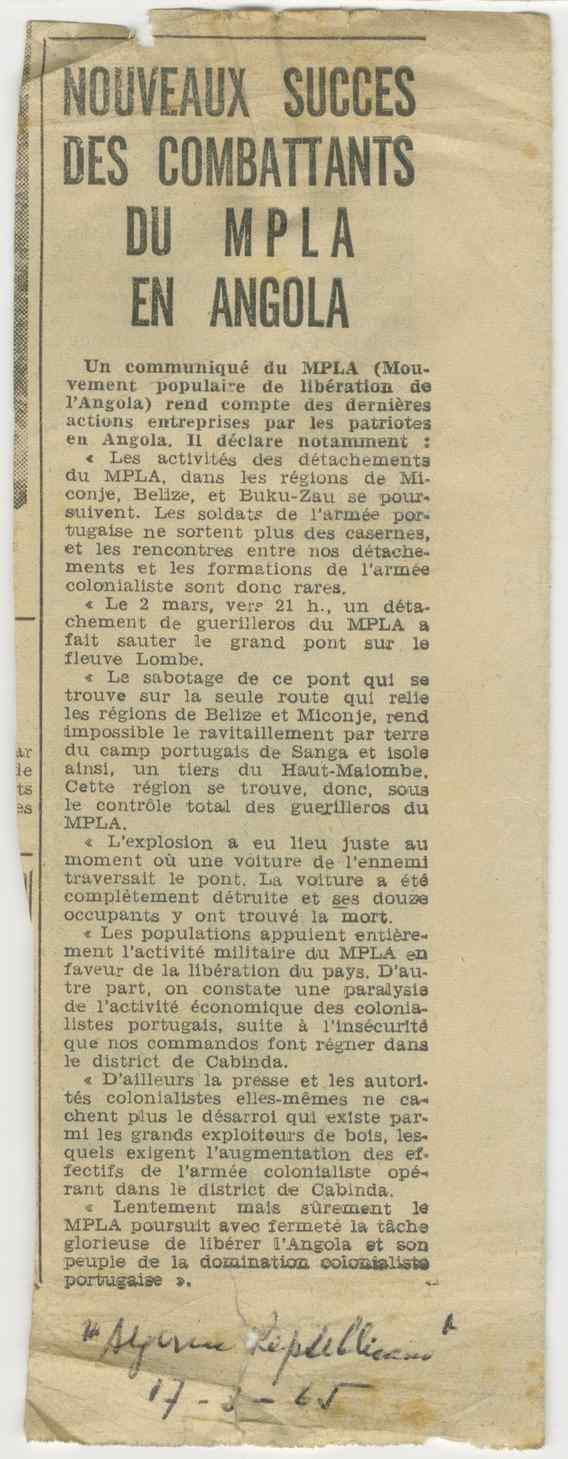 NOUVEAUX SUCCES
DES COMBATTANTS
DU MPLA
EN ANGOLA
Un communiqué du MPLA (Mou-
vement populaire de libération de
l'Angola) rend compte des dernières
actions entreprises par les patriotes
en Angola. Il déclare notamment :
« Les activités des détachements
du MPLA, dans les régions de Mi-
conje, Belize, et Buku-Zau se pour-
suivent. Les soldats de l'armée por-
tugaise ne sortent plus des casernes,
et les rencontres entre nos détache-
ments et les formations de l'armée
colonialiste sont donc rares.
« Le 2 mars, vers 21 h., un déta-
chement de guerilleros du MPLA a
fait sauter le grand pont sur le
fleuve Lombe.
« Le sabotage de ce pont qui se
trouve sur la seule route qui relie
les régions de Belize et Miconje, rend
impossible le ravitaillement par terre
du camp portugais de Sanga et isole
ainsi, un tiers du Haut-Maiombe.
Cette région se trouve, donc, sous
le contrôle total des guerilleros du
MPLA.
« L'explosion a eu lieu juste au
moment où une voiture de l'ennemi
traversait le pont. La voiture a été
complètement détruite et ses douze
occupants y ont trouvé la mort.
« Les populations appuient entière-
ment l'activité militaire du MPLA en
faveur de la libération du pays. D'au-
tre part, on constate une paralysie
de l'activité économique des colonia-
listes portugais, suite à l'insécurité
que nos commandos font régner dans
le district de Cabinda.
« D'ailleurs la presse et les autori-
tés colonialistes elles-mêmes ne ca-
chent plus le désarroi qui existe par-
mi les grands exploiteurs de bois, les-
quels exigent l'augmentation des ef-
fectifs de l'armée colonialiste opé-
rant dans le district de Cabinda.
« Lentement mais sûrement le
MPLA poursuit avec fermeté la tâche
glorieuse de libérer l'Angola et son
peuple de la domination colonialiste
portugaise ».
ar
de
ts
es
17-3-65